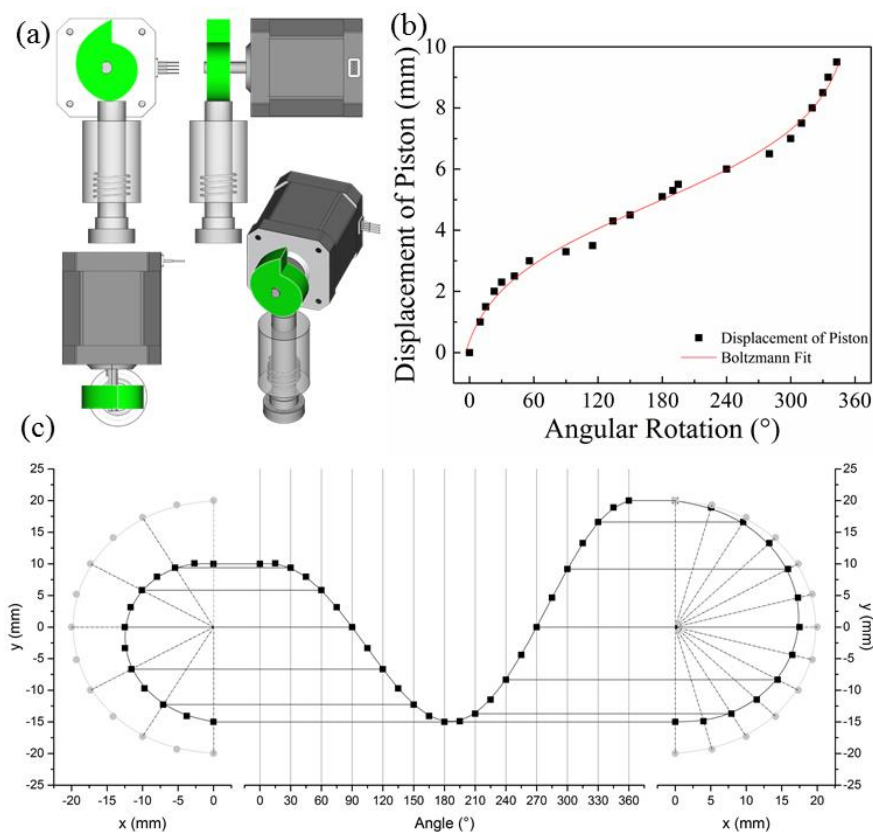 (a)
(b)
10
8
6
4
2
0
Displacement of Piston (mm)
Displacement of Piston
Boltzmann Fit
0 60 120 180 240 300 360
Angular Rotation (°)
(c)
25
20
15
10
5
0
-5
-10
-15
-20
-25
y (mm)
-20 -15 -10 -5 0
x (mm)
0 30 60 90 120 150 180 210 240 270 300 330 360
Angle (°)
0 5 10 15 20
x (mm)
25
20
15
10
5
0
-5
-10
-15
-20
-25
y (mm)